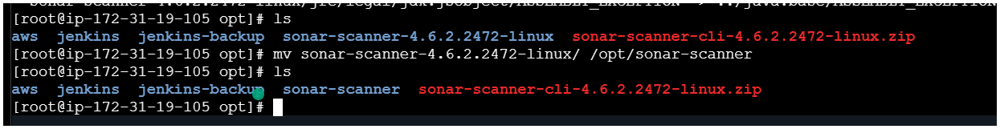 [root@ip-172-31-19-105 opt]# ls
aws  jenkins  jenkins-backup  sonar-scanner-4.6.2.2472-linux  sonar-scanner-cli-4.6.2.2472-linux.zip
[root@ip-172-31-19-105 opt]# mv sonar-scanner-4.6.2.2472-linux/ /opt/sonar-scanner
[root@ip-172-31-19-105 opt]# ls
aws  jenkins  jenkins-backup  sonar-scanner  sonar-scanner-cli-4.6.2.2472-linux.zip
[root@ip-172-31-19-105 opt]#